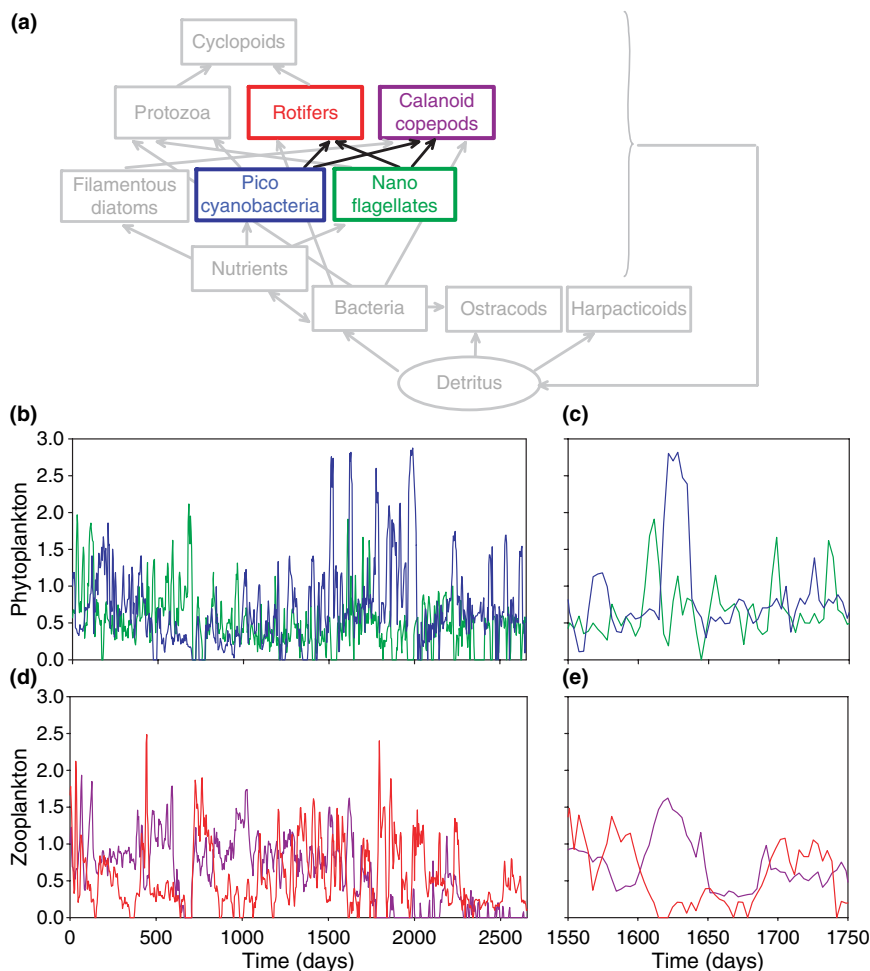 (a)
Cyclopoids
Protozoa
Rotifers
Calanoid
copepods
Filamentous
diatoms
Pico
cyanobacteria
Nano
flagellates
Nutrients
Bacteria
Ostracods
Harpacticoids
Detritus
(b)
(c)
3.0
2.5
2.0
1.5
1.0
0.5
0.0
Phytoplankton
(d)
(e)
3.0
2.5
2.0
1.5
1.0
0.5
0.0
Zooplankton
0 500 1000 1500 2000 2500
1550 1600 1650 1700 1750
Time (days)
Time (days)